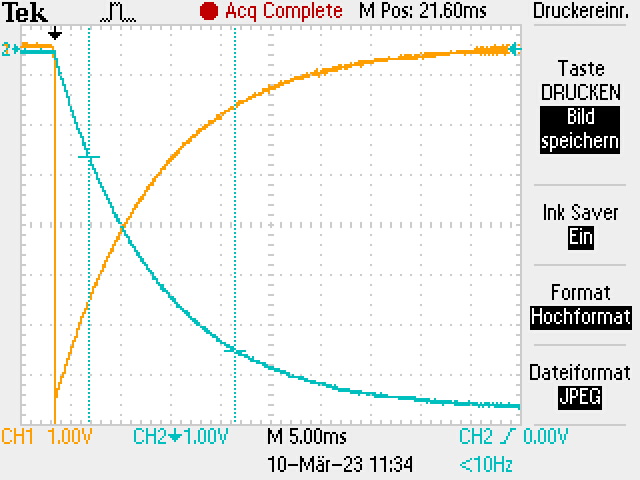 Tek Acq Complete M Pos: 21.60ms Druckereinr.
2
Taste
DRUCKEN
Bild
speichern
Ink Saver
Ein
Format
Hochformat
Dateiformat
JPEG
CH1 1.00V CH2 1.00V M 5.00ms CH2 0.00V
10-Mär-23 11:34 <10Hz